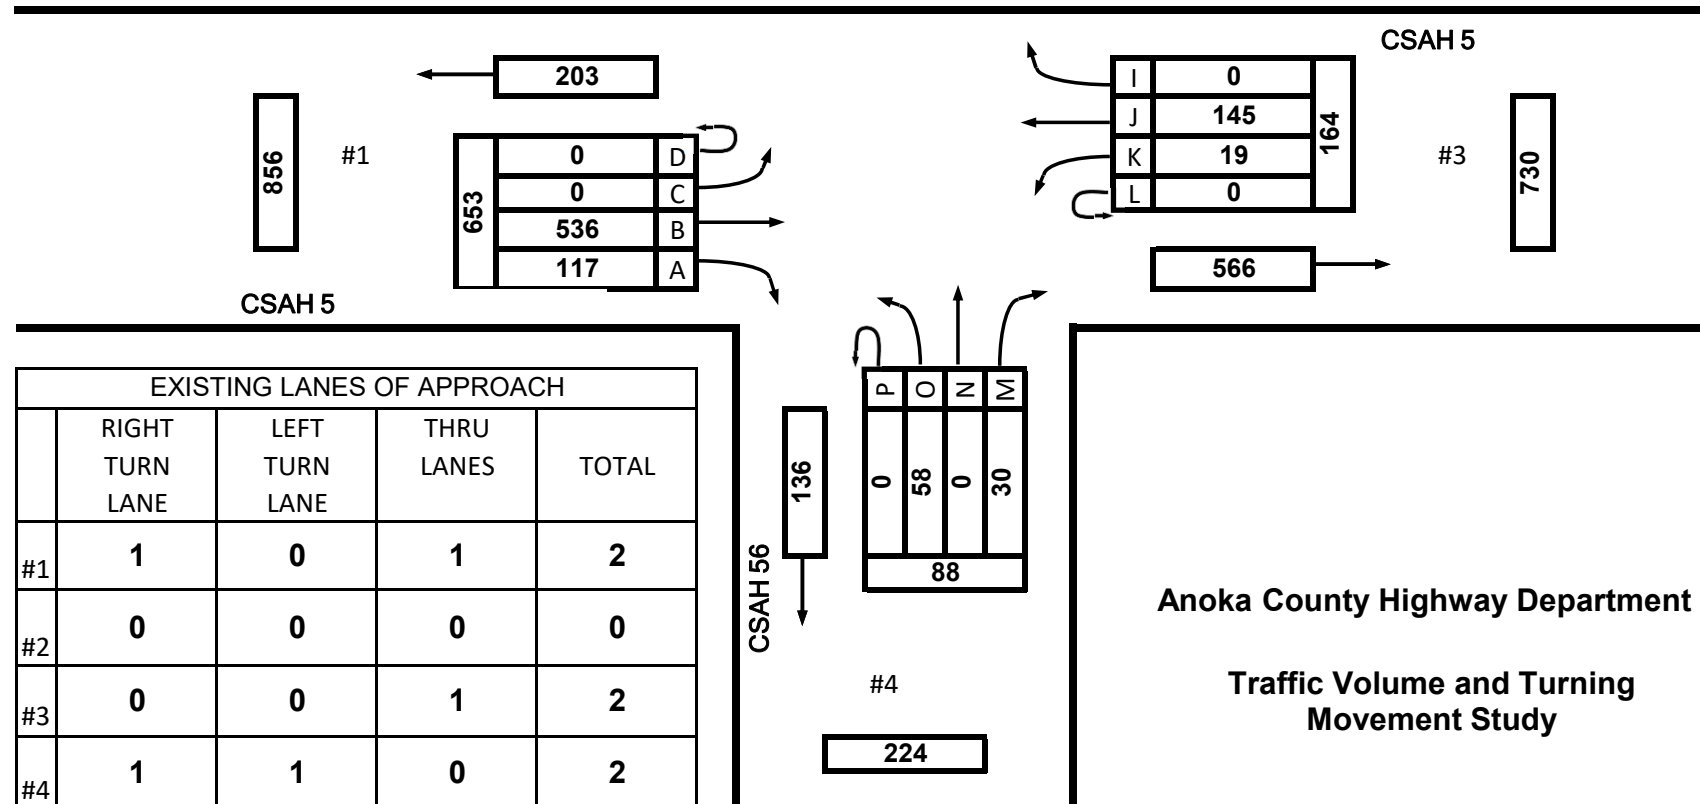 CSAH 5
203
I 0
J 145
K 19
L 0
164
#3
730
856
#1
653
0 D
0 C
536 B
117 A
566
CSAH 5
EXISTING LANES OF APPROACH
RIGHT TURN LANE
LEFT TURN LANE
THRU LANES
TOTAL
#1 1 0 1 2
#2 0 0 0 0
#3 0 0 1 2
#4 1 1 0 2
P O N M
0 58 0 30
88
136
CSAH 56
#4
224
Anoka County Highway Department
Traffic Volume and Turning
Movement Study